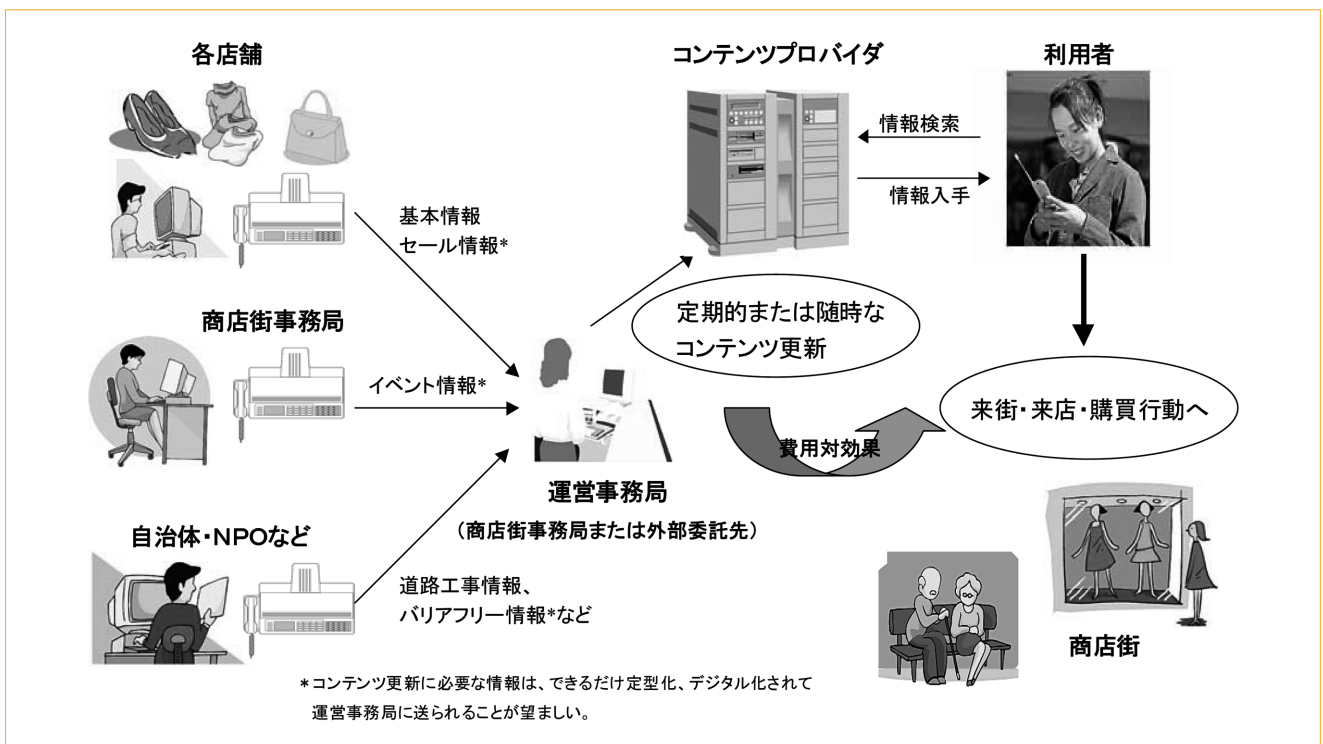 各店舗
コンテンツプロバイダ
利用者
情報検索
情報入手
基本情報
セール情報*
定期的または随時な
コンテンツ更新
商店街事務局
イベント情報*
来街・来店・購買行動へ
費用対効果
運営事務局
(商店街事務局または外部委託先)
自治体・NPOなど
道路工事情報、
バリアフリー情報*など
商店街
*コンテンツ更新に必要な情報は、できるだけ定型化、デジタル化されて
運営事務局に送られることが望ましい。